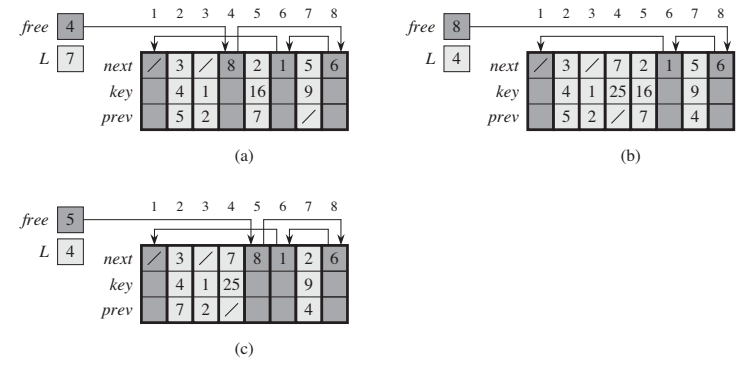 1 2 3 4 5 6 7 8
free 4
L 7
next / 3 / 8 2 1 5 6
key 4 1 16 9
prev 5 2 7 /
(a)
1 2 3 4 5 6 7 8
free 8
L 4
next / 3 / 7 2 1 5 6
key 4 1 25 16 9
prev 5 2 / 7 4
(b)
1 2 3 4 5 6 7 8
free 5
L 4
next / 3 / 7 8 1 2 6
key 4 1 25 9
prev 7 2 / 4
(c)